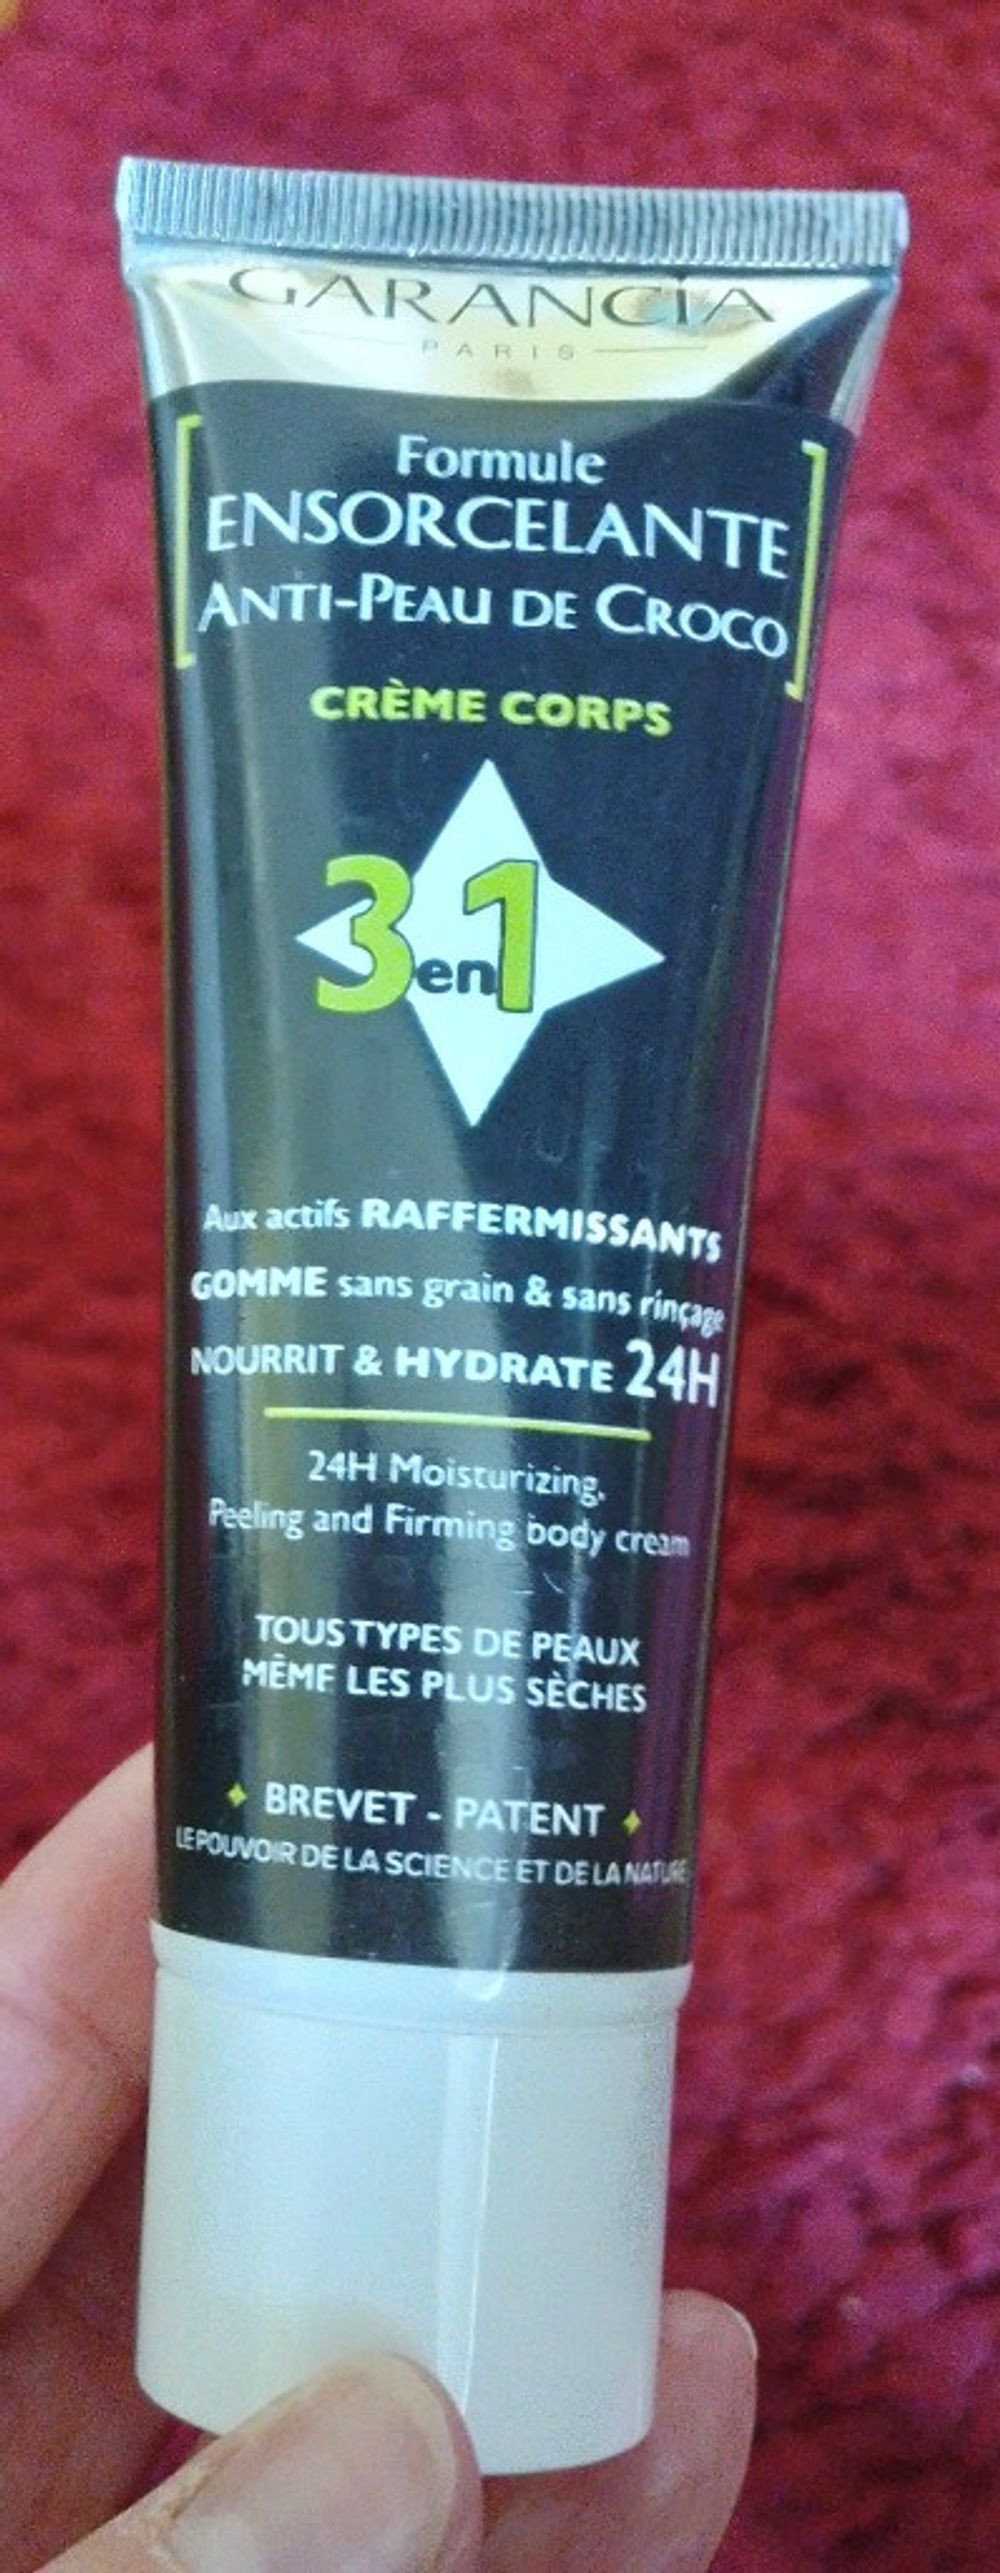 GARANCIA
PARIS
Formule
ENSORCELANTE
ANTI-PEAU DE CROCO
CRÈME CORPS
3en1
Aux actifs RAFFERMISSANTS
GOMME sans grain & sans rinçage
NOURRIT & HYDRATE 24H
24H Moisturizing,
Peeling and Firming body cream
TOUS TYPES DE PEAUX
MÊME LES PLUS SÈCHES
BREVET - PATENT
LE POUVOIR DE LA SCIENCE ET DE LA NATURE